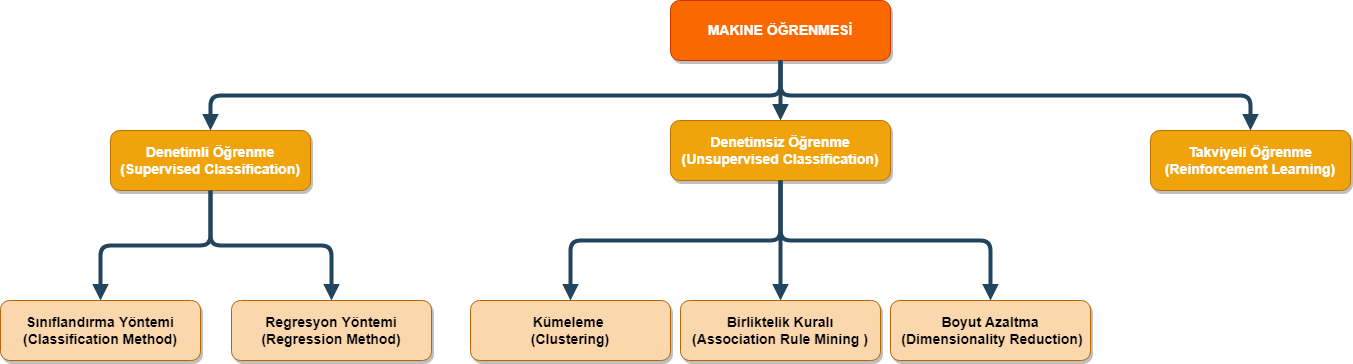 MAKINE ÖĞRENMESİ
Denetimli Öğrenme
(Supervised Classification)
Denetimsiz Öğrenme
(Unsupervised Classification)
Takviyeli Öğrenme
(Reinforcement Learning)
Sınıflandırma Yöntemi
(Classification Method)
Regresyon Yöntemi
(Regression Method)
Kümeleme
(Clustering)
Birliktelik Kuralı
(Association Rule Mining )
Boyut Azaltma
(Dimensionality Reduction)